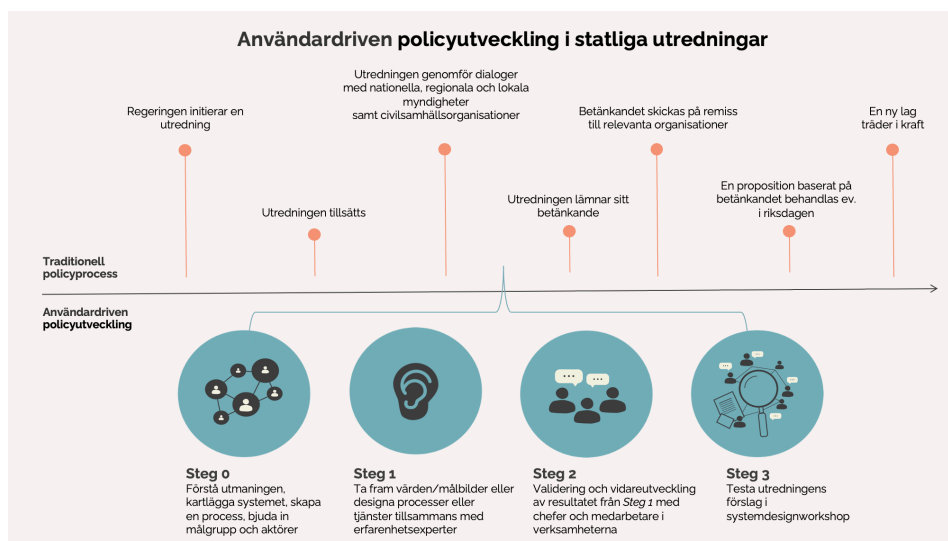 Användardriven policyutveckling i statliga utredningar
Regeringen initierar en
utredning
Utredningen tillsätts
Utredningen genomför dialoger
med nationella, regionala och lokala
myndigheter
samt civilsamhällsorganisationer
Utredningen lämnar sitt
betänkande
Betänkandet skickas på remiss
till relevanta organisationer
En proposition baserat på
betänkandet behandlas ev.
i riksdagen
En ny lag
träder i kraft
Traditionell
policyprocess
Användardriven
policyutveckling
Steg 0
Förstå utmaningen,
kartlägga systemet, skapa
en process, bjuda in
målgrupp och aktörer
Steg 1
Ta fram värden/målbilder eller
designa processer eller
tjänster tillsammans med
erfarenhetsexperter
Steg 2
Validering och vidareutveckling
av resultatet från Steg 1 med
chefer och medarbetare i
verksamheterna
Steg 3
Testa utredningens
förslag i
systemdesignworkshop